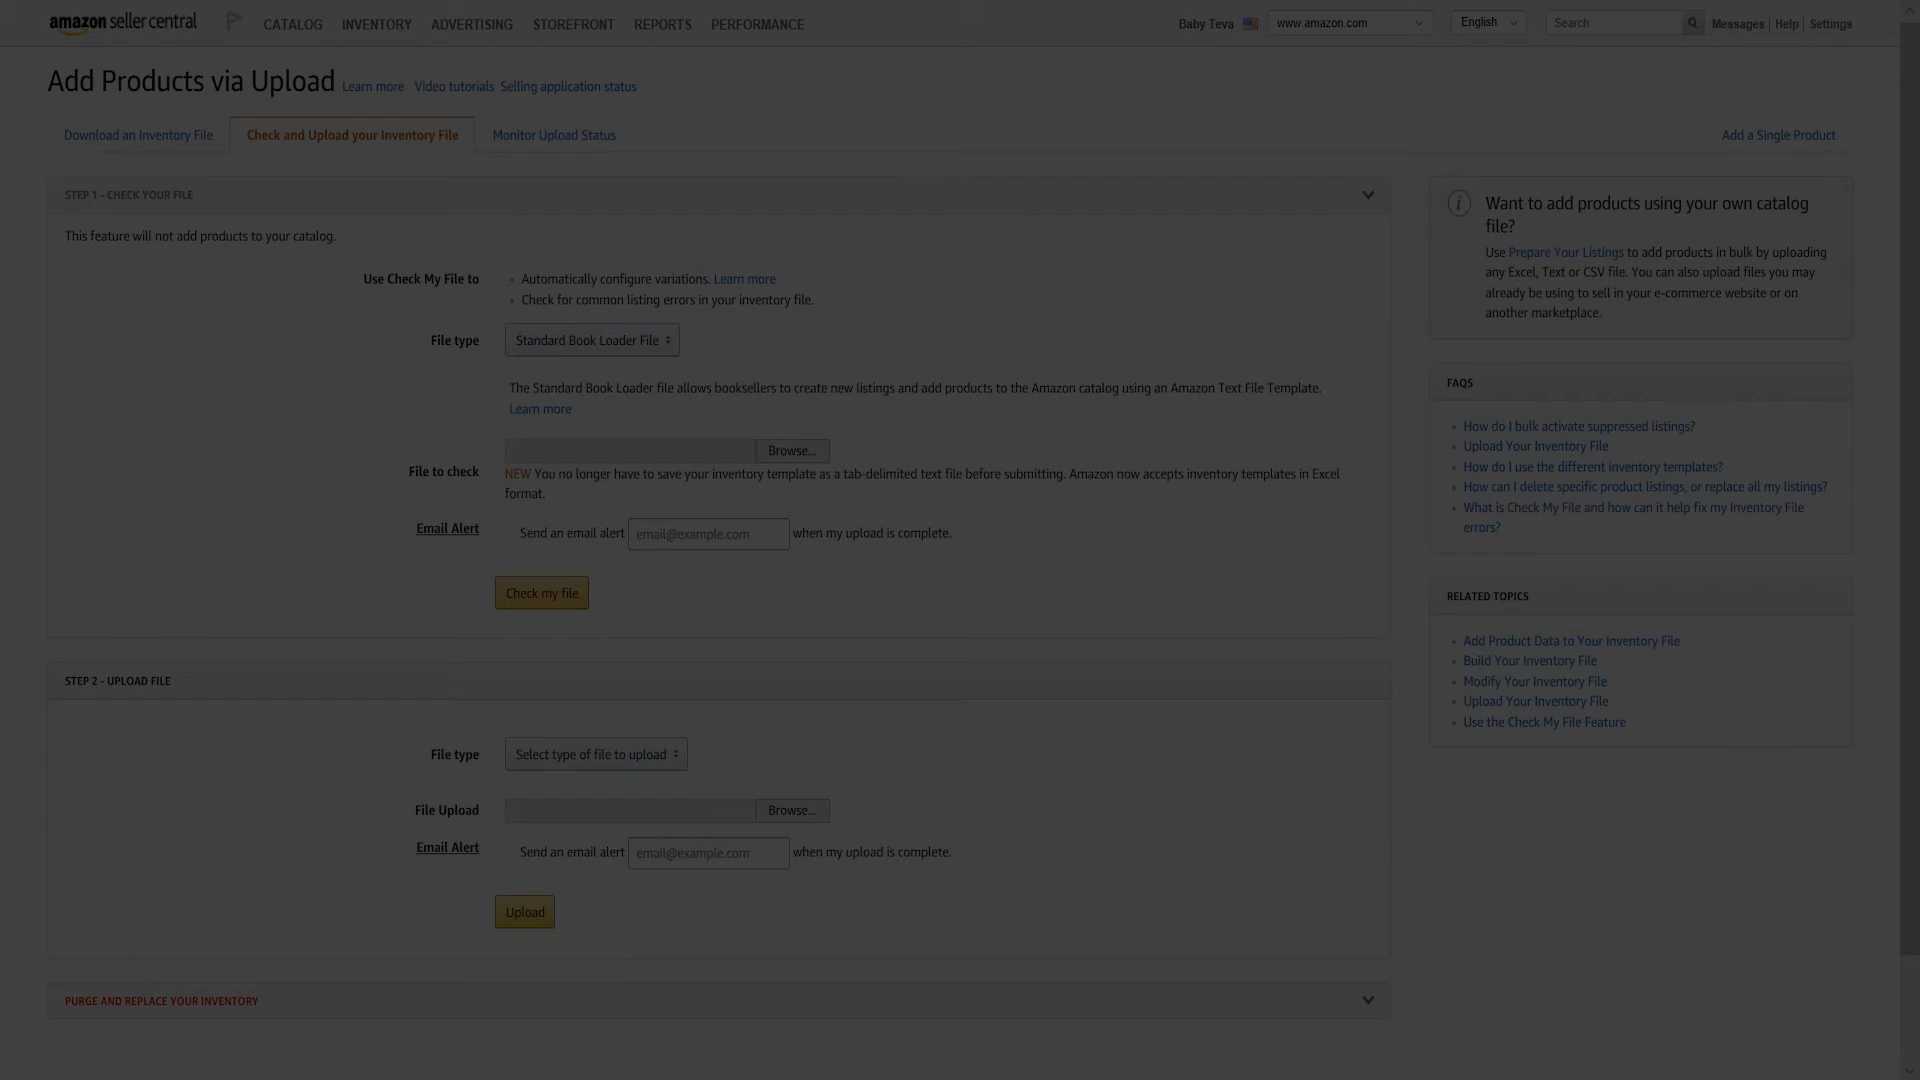 amazon seller central
CATALOG INVENTORY ADVERTISING STOREFRONT REPORTS PERFORMANCE
Baby Teva www.amazon.com English Search Messages | Help | Settings
Add Products via Upload Learn more Video tutorials Selling application status
Download an Inventory File Check and Upload your Inventory File Monitor Upload Status Add a Single Product
STEP 1 - CHECK YOUR FILE
This feature will not add products to your catalog.
Use Check My File to
• Automatically configure variations. Learn more
• Check for common listing errors in your inventory file.
File type Standard Book Loader File
The Standard Book Loader file allows booksellers to create new listings and add products to the Amazon catalog using an Amazon Text File Template.
Learn more
Browse...
File to check
NEW You no longer have to save your inventory template as a tab-delimited text file before submitting. Amazon now accepts inventory templates in Excel
format.
Email Alert Send an email alert email@example.com when my upload is complete.
Check my file
STEP 2 - UPLOAD FILE
File type Select type of file to upload
File Upload Browse...
Email Alert Send an email alert email@example.com when my upload is complete.
Upload
PURGE AND REPLACE YOUR INVENTORY
Want to add products using your own catalog
file?
Use Prepare Your Listings to add products in bulk by uploading
any Excel, Text or CSV file. You can also upload files you may
already be using to sell in your e-commerce website or on
another marketplace.
FAQS
• How do I bulk activate suppressed listings?
• Upload Your Inventory File
• How do I use the different inventory templates?
• How can I delete specific product listings, or replace all my listings?
• What is Check My File and how can it help fix my Inventory File
errors?
RELATED TOPICS
• Add Product Data to Your Inventory File
• Build Your Inventory File
• Modify Your Inventory File
• Upload Your Inventory File
• Use the Check My File Feature